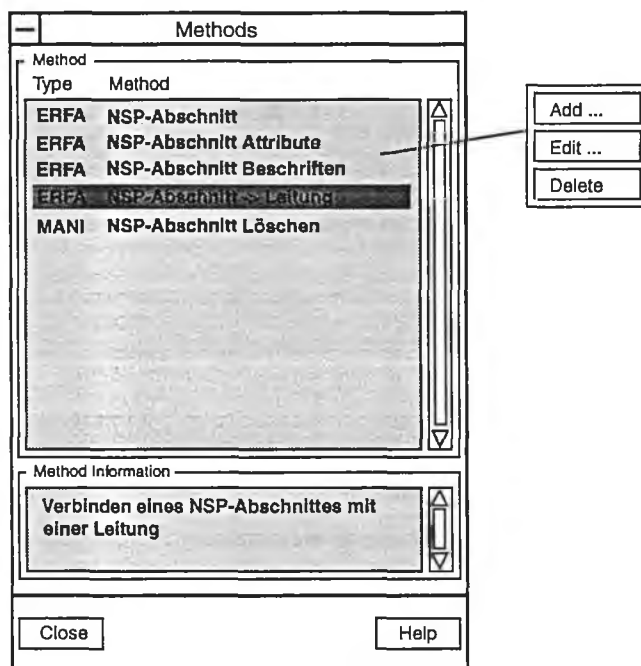 Methods
Method
Type Method
ERFA NSP-Abschnitt
ERFA NSP-Abschnitt Attribute
ERFA NSP-Abschnitt Beschriften
ERFA NSP-Abschnitt -> Leitung
MANI NSP-Abschnitt Löschen
Method Information
Verbinden eines NSP-Abschnittes mit
einer Leitung
Close Help
Add ...
Edit ...
Delete